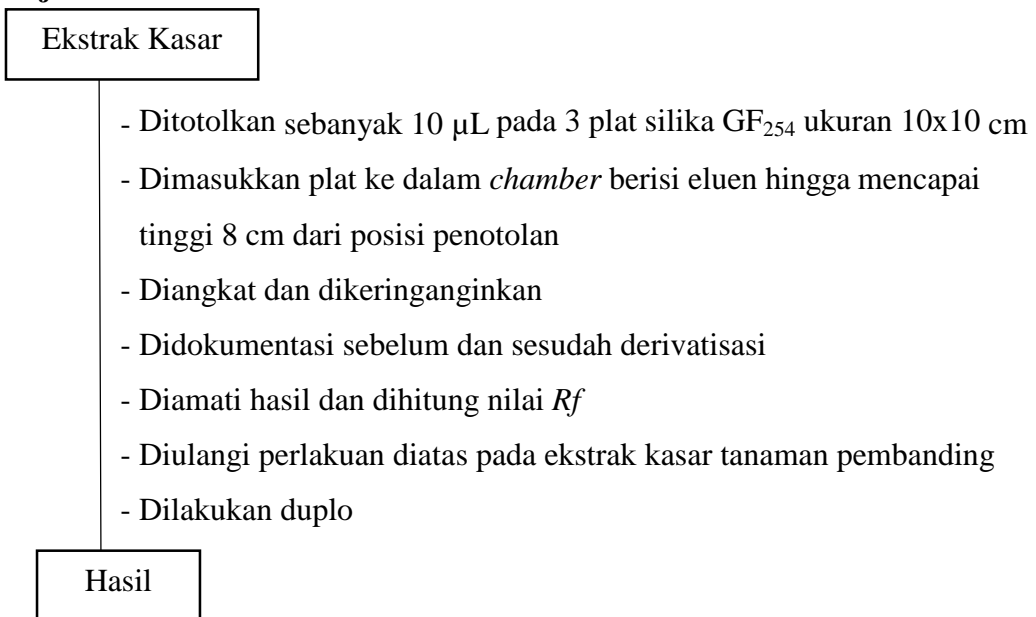 Ekstrak Kasar
- Ditotolkan sebanyak 10 µL pada 3 plat silika GF₂₅₄ ukuran 10x10 cm
- Dimasukkan plat ke dalam chamber berisi eluen hingga mencapai
tinggi 8 cm dari posisi penotolan
- Diangkat dan dikeringanginkan
- Didokumentasi sebelum dan sesudah derivatisasi
- Diamati hasil dan dihitung nilai Rf
- Diulangi perlakuan diatas pada ekstrak kasar tanaman pembanding
- Dilakukan duplo
Hasil